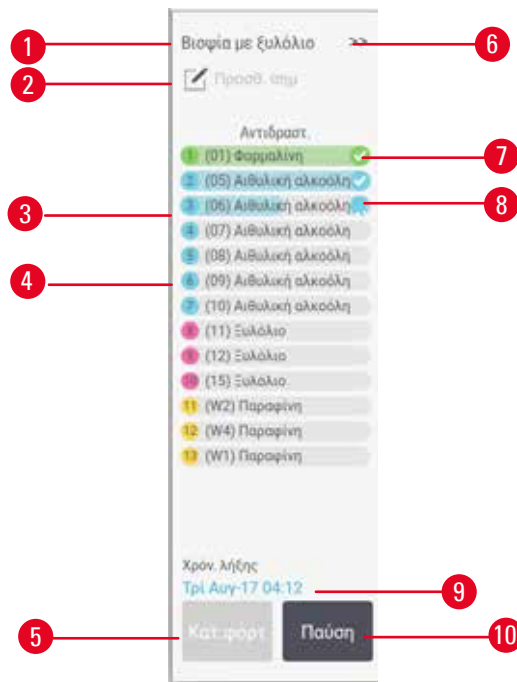 1 Βιοψία με ξυλόλιο >> 6
2 Προσθ. σημ
Αντιδραστ.
1 (01) Φορμαλίνη 7
2 (05) Αιθυλική αλκοόλη
3 3 (06) Αιθυλική αλκοόλη 8
4 (07) Αιθυλική αλκοόλη
5 (08) Αιθυλική αλκοόλη
4 6 (09) Αιθυλική αλκοόλη
7 (10) Αιθυλική αλκοόλη
8 (11) Ξυλόλιο
9 (12) Ξυλόλιο
10 (15) Ξυλόλιο
11 (W2) Παραφίνη
12 (W4) Παραφίνη
13 (W1) Παραφίνη
Χρόν. λήξης
Τρί Αυγ-17 04:12 9
5 Κατ.φόρτ Παύση 10